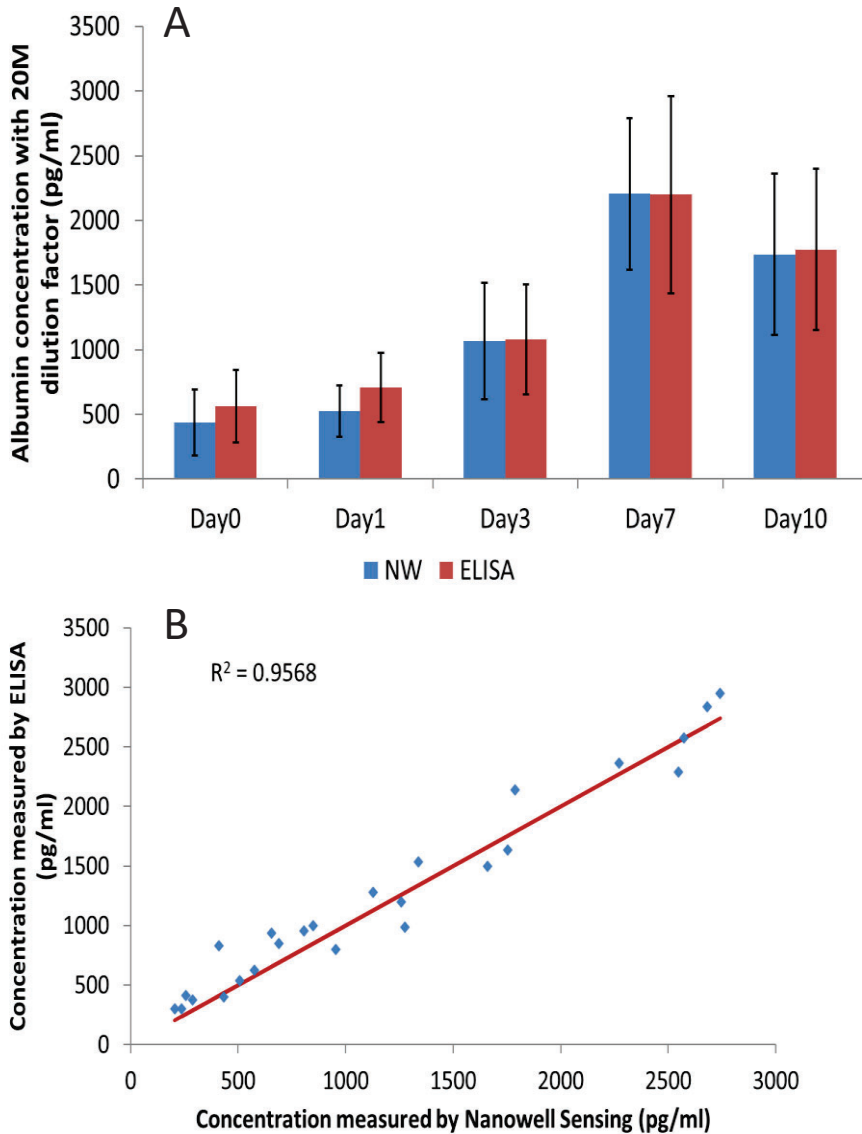 A
Albumin concentration with 20M
dilution factor (pg/ml)
3500
3000
2500
2000
1500
1000
500
0
Day0 Day1 Day3 Day7 Day10
NW ELISA
B
R² = 0.9568
Concentration measured by ELISA
(pg/ml)
3500
3000
2500
2000
1500
1000
500
0
0 500 1000 1500 2000 2500 3000
Concentration measured by Nanowell Sensing (pg/ml)